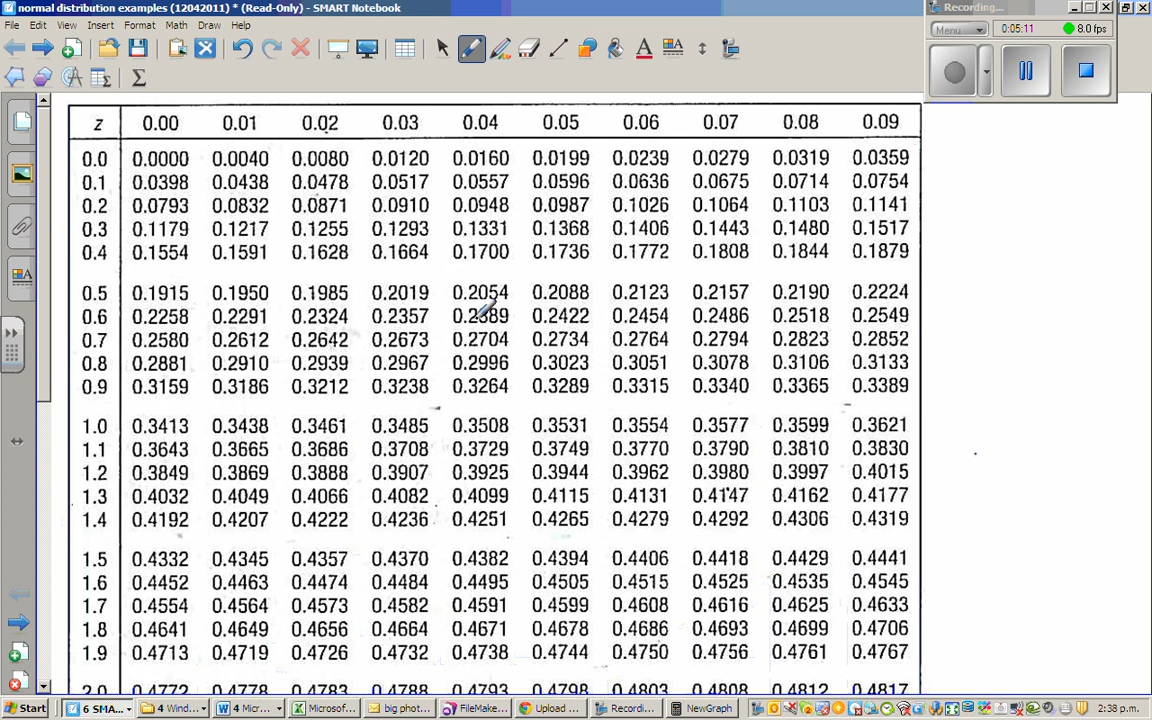 normal distribution examples (12042011) * (Read-Only) - SMART Notebook
Recording...
File Edit View Insert Format Math Draw Help
Menu 0:05:11 8.0 fps
z 0.00 0.01 0.02 0.03 0.04 0.05 0.06 0.07 0.08 0.09
0.0 0.0000 0.0040 0.0080 0.0120 0.0160 0.0199 0.0239 0.0279 0.0319 0.0359
0.1 0.0398 0.0438 0.0478 0.0517 0.0557 0.0596 0.0636 0.0675 0.0714 0.0754
0.2 0.0793 0.0832 0.0871 0.0910 0.0948 0.0987 0.1026 0.1064 0.1103 0.1141
0.3 0.1179 0.1217 0.1255 0.1293 0.1331 0.1368 0.1406 0.1443 0.1480 0.1517
0.4 0.1554 0.1591 0.1628 0.1664 0.1700 0.1736 0.1772 0.1808 0.1844 0.1879
0.5 0.1915 0.1950 0.1985 0.2019 0.2054 0.2088 0.2123 0.2157 0.2190 0.2224
0.6 0.2258 0.2291 0.2324 0.2357 0.2389 0.2422 0.2454 0.2486 0.2518 0.2549
0.7 0.2580 0.2612 0.2642 0.2673 0.2704 0.2734 0.2764 0.2794 0.2823 0.2852
0.8 0.2881 0.2910 0.2939 0.2967 0.2996 0.3023 0.3051 0.3078 0.3106 0.3133
0.9 0.3159 0.3186 0.3212 0.3238 0.3264 0.3289 0.3315 0.3340 0.3365 0.3389
1.0 0.3413 0.3438 0.3461 0.3485 0.3508 0.3531 0.3554 0.3577 0.3599 0.3621
1.1 0.3643 0.3665 0.3686 0.3708 0.3729 0.3749 0.3770 0.3790 0.3810 0.3830
1.2 0.3849 0.3869 0.3888 0.3907 0.3925 0.3944 0.3962 0.3980 0.3997 0.4015
1.3 0.4032 0.4049 0.4066 0.4082 0.4099 0.4115 0.4131 0.4147 0.4162 0.4177
1.4 0.4192 0.4207 0.4222 0.4236 0.4251 0.4265 0.4279 0.4292 0.4306 0.4319
1.5 0.4332 0.4345 0.4357 0.4370 0.4382 0.4394 0.4406 0.4418 0.4429 0.4441
1.6 0.4452 0.4463 0.4474 0.4484 0.4495 0.4505 0.4515 0.4525 0.4535 0.4545
1.7 0.4554 0.4564 0.4573 0.4582 0.4591 0.4599 0.4608 0.4616 0.4625 0.4633
1.8 0.4641 0.4649 0.4656 0.4664 0.4671 0.4678 0.4686 0.4693 0.4699 0.4706
1.9 0.4713 0.4719 0.4726 0.4732 0.4738 0.4744 0.4750 0.4756 0.4761 0.4767
2.0 0.4772 0.4778 0.4783 0.4788 0.4793 0.4798 0.4803 0.4808 0.4812 0.4817
Start 6 SMA... 4 Wind... 4 Micr... Microsof... big phot... FileMake... Upload ... Recordi... NewGraph 2:38 p.m.